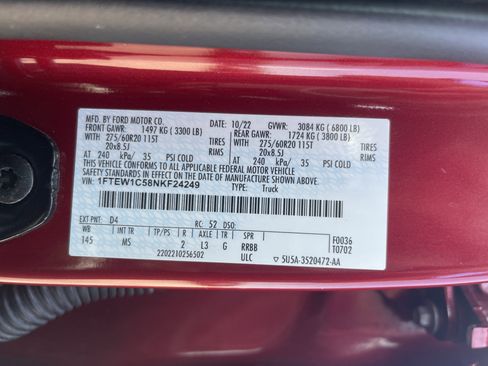 MFD. BY FORD MOTOR CO. 10/22 GVWR: 3084 KG ( 6800 LB)
FRONT GAWR: 1497 KG ( 3300 LB) REAR GAWR: 1724 KG ( 3800 LB)
WITH 275/60R20 115T TIRES WITH 275/60R20 115T TIRES
20x8.5J RIMS 20x8.5J RIMS
AT 240 kPa/ 35 PSI COLD AT 240 kPa/ 35 PSI COLD
THIS VEHICLE CONFORMS TO ALL APPLICABLE FEDERAL MOTOR VEHICLE
SAFETY STANDARDS IN EFFECT ON THE DATE OF MANUFACTURE SHOWN ABOVE.
VIN: 1FTEW1C58NKF24249 TYPE: Truck
EXT PNT: D4 RC: 52 DSO:
WB INT TR TP/PS R AXLE TR SPR F0036
145 MS 2 L3 G RRBB T0702
2202210256502 ULC 5U5A-3520472-AA